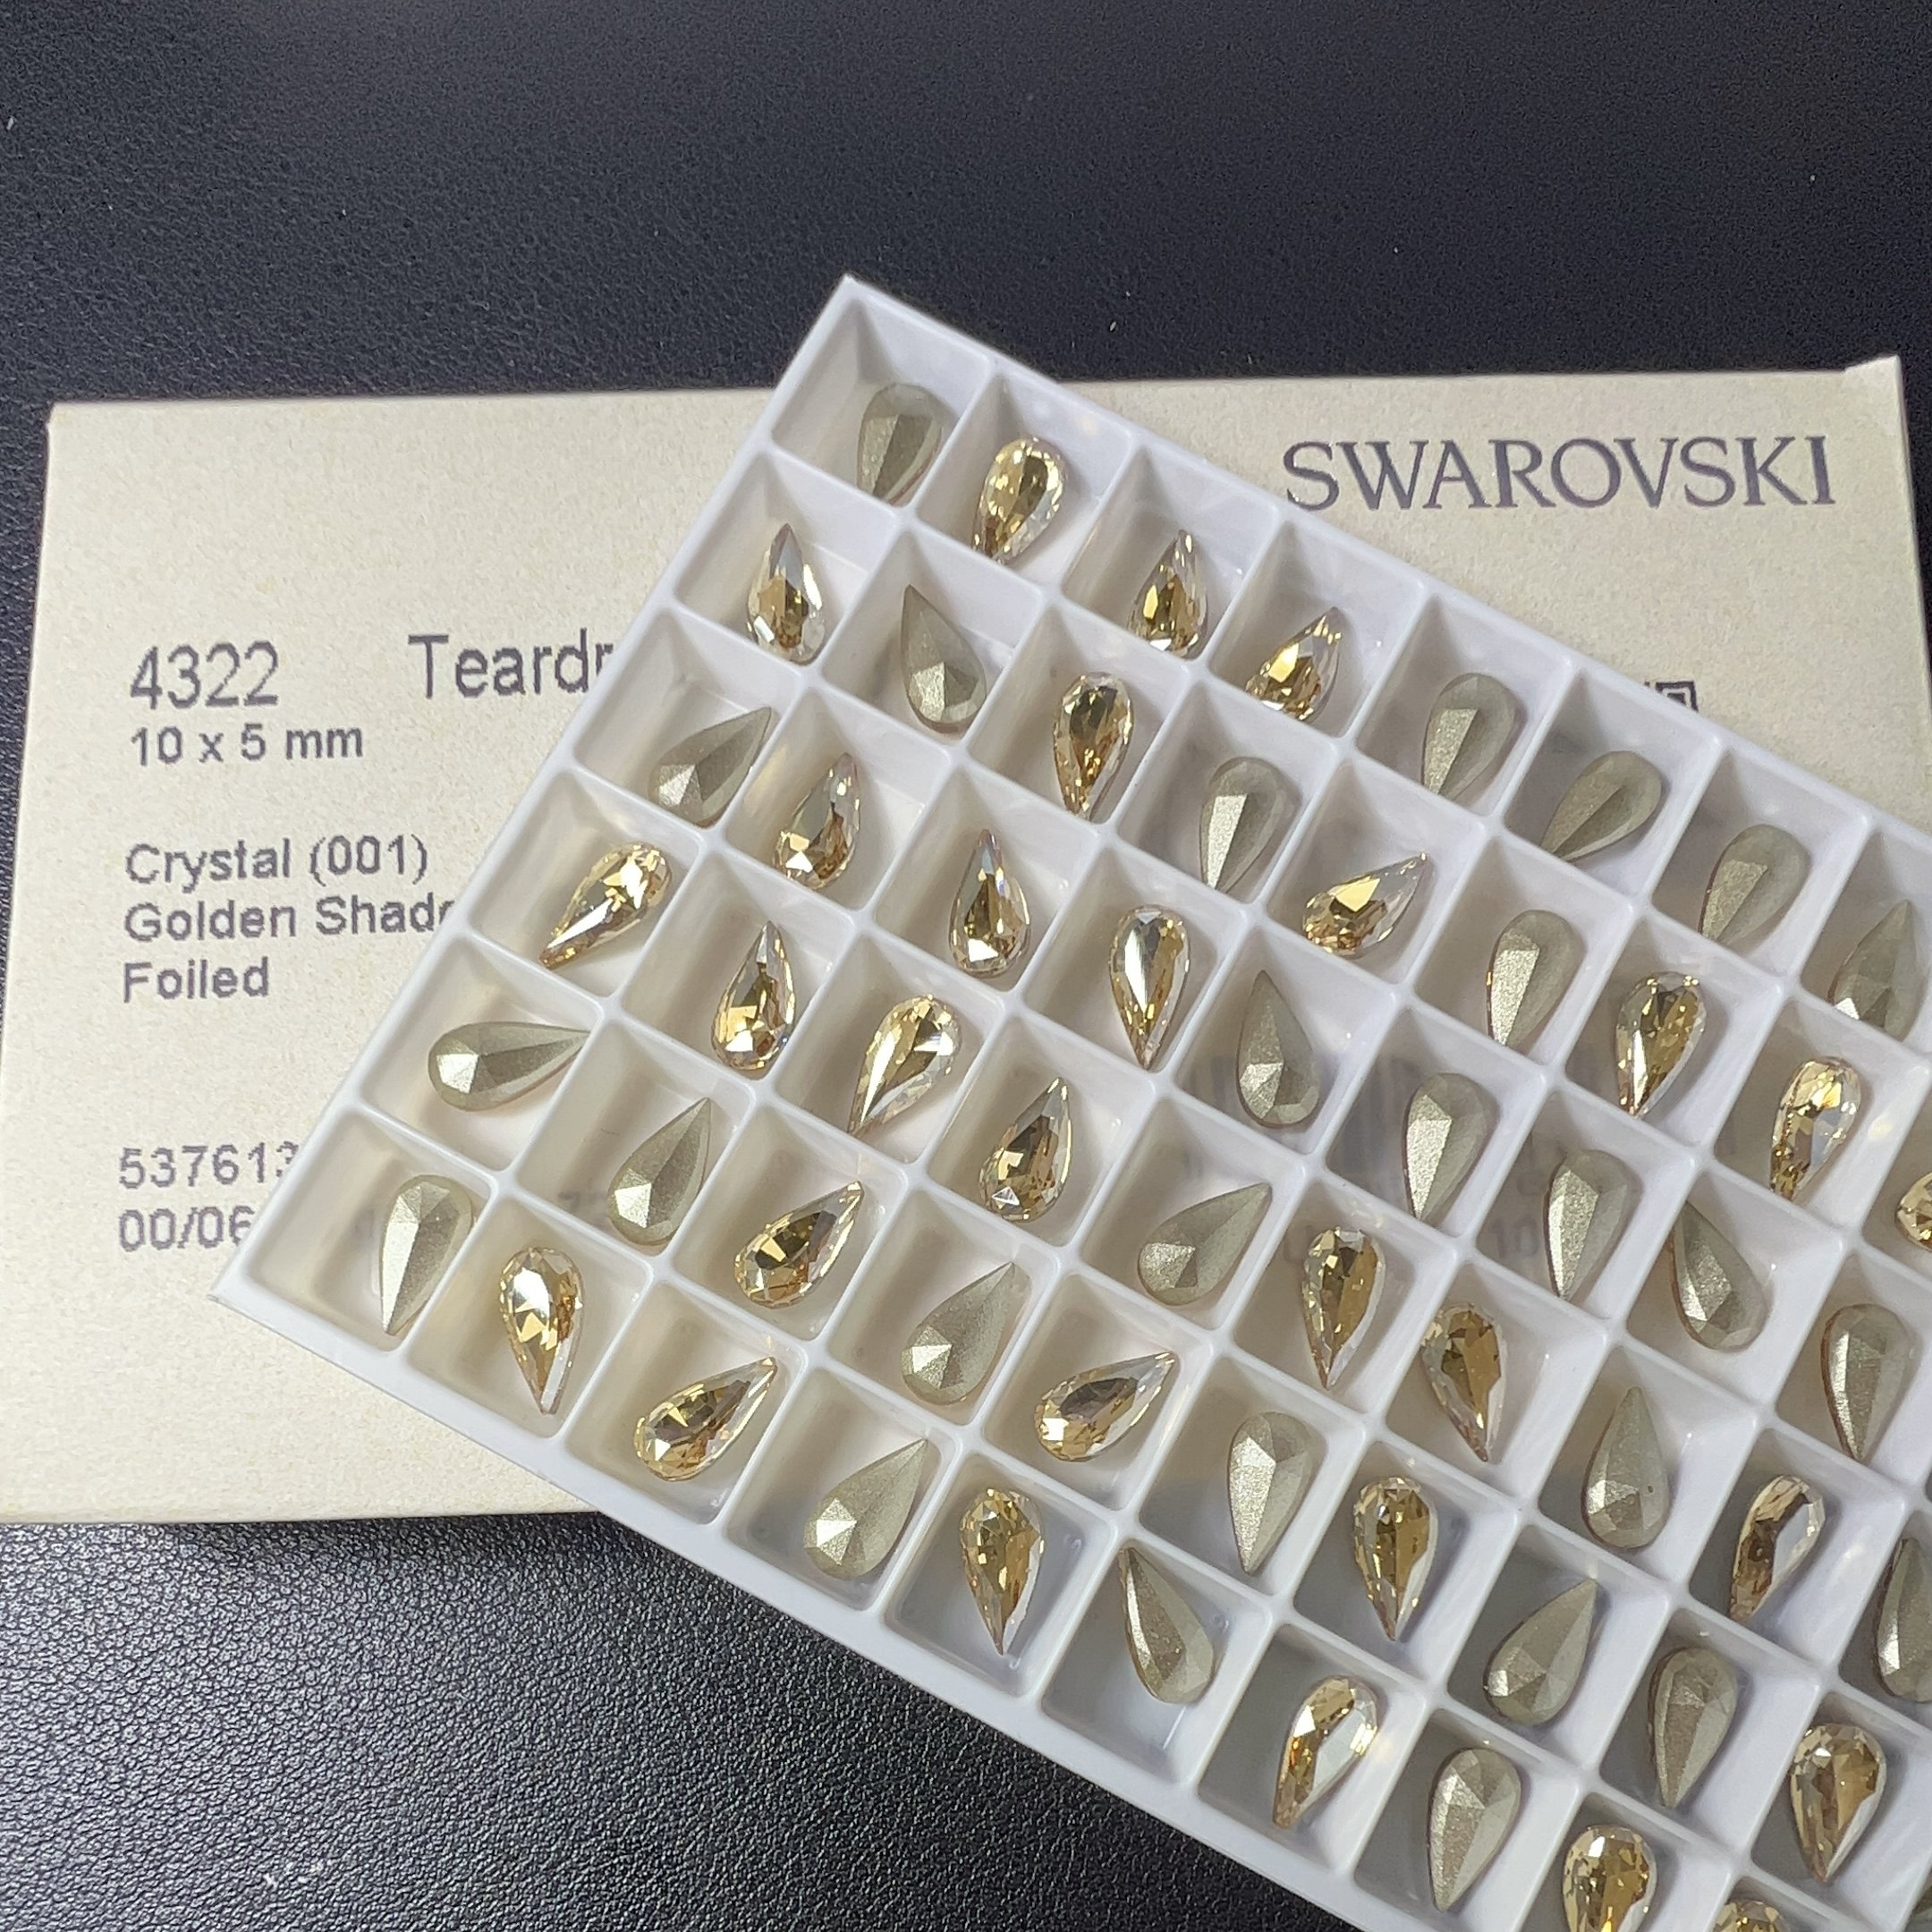 SWAROVSKI
4322 Teardr
10 x 5 mm
Crystal (001)
Golden Shad
Foiled
537613
00/06